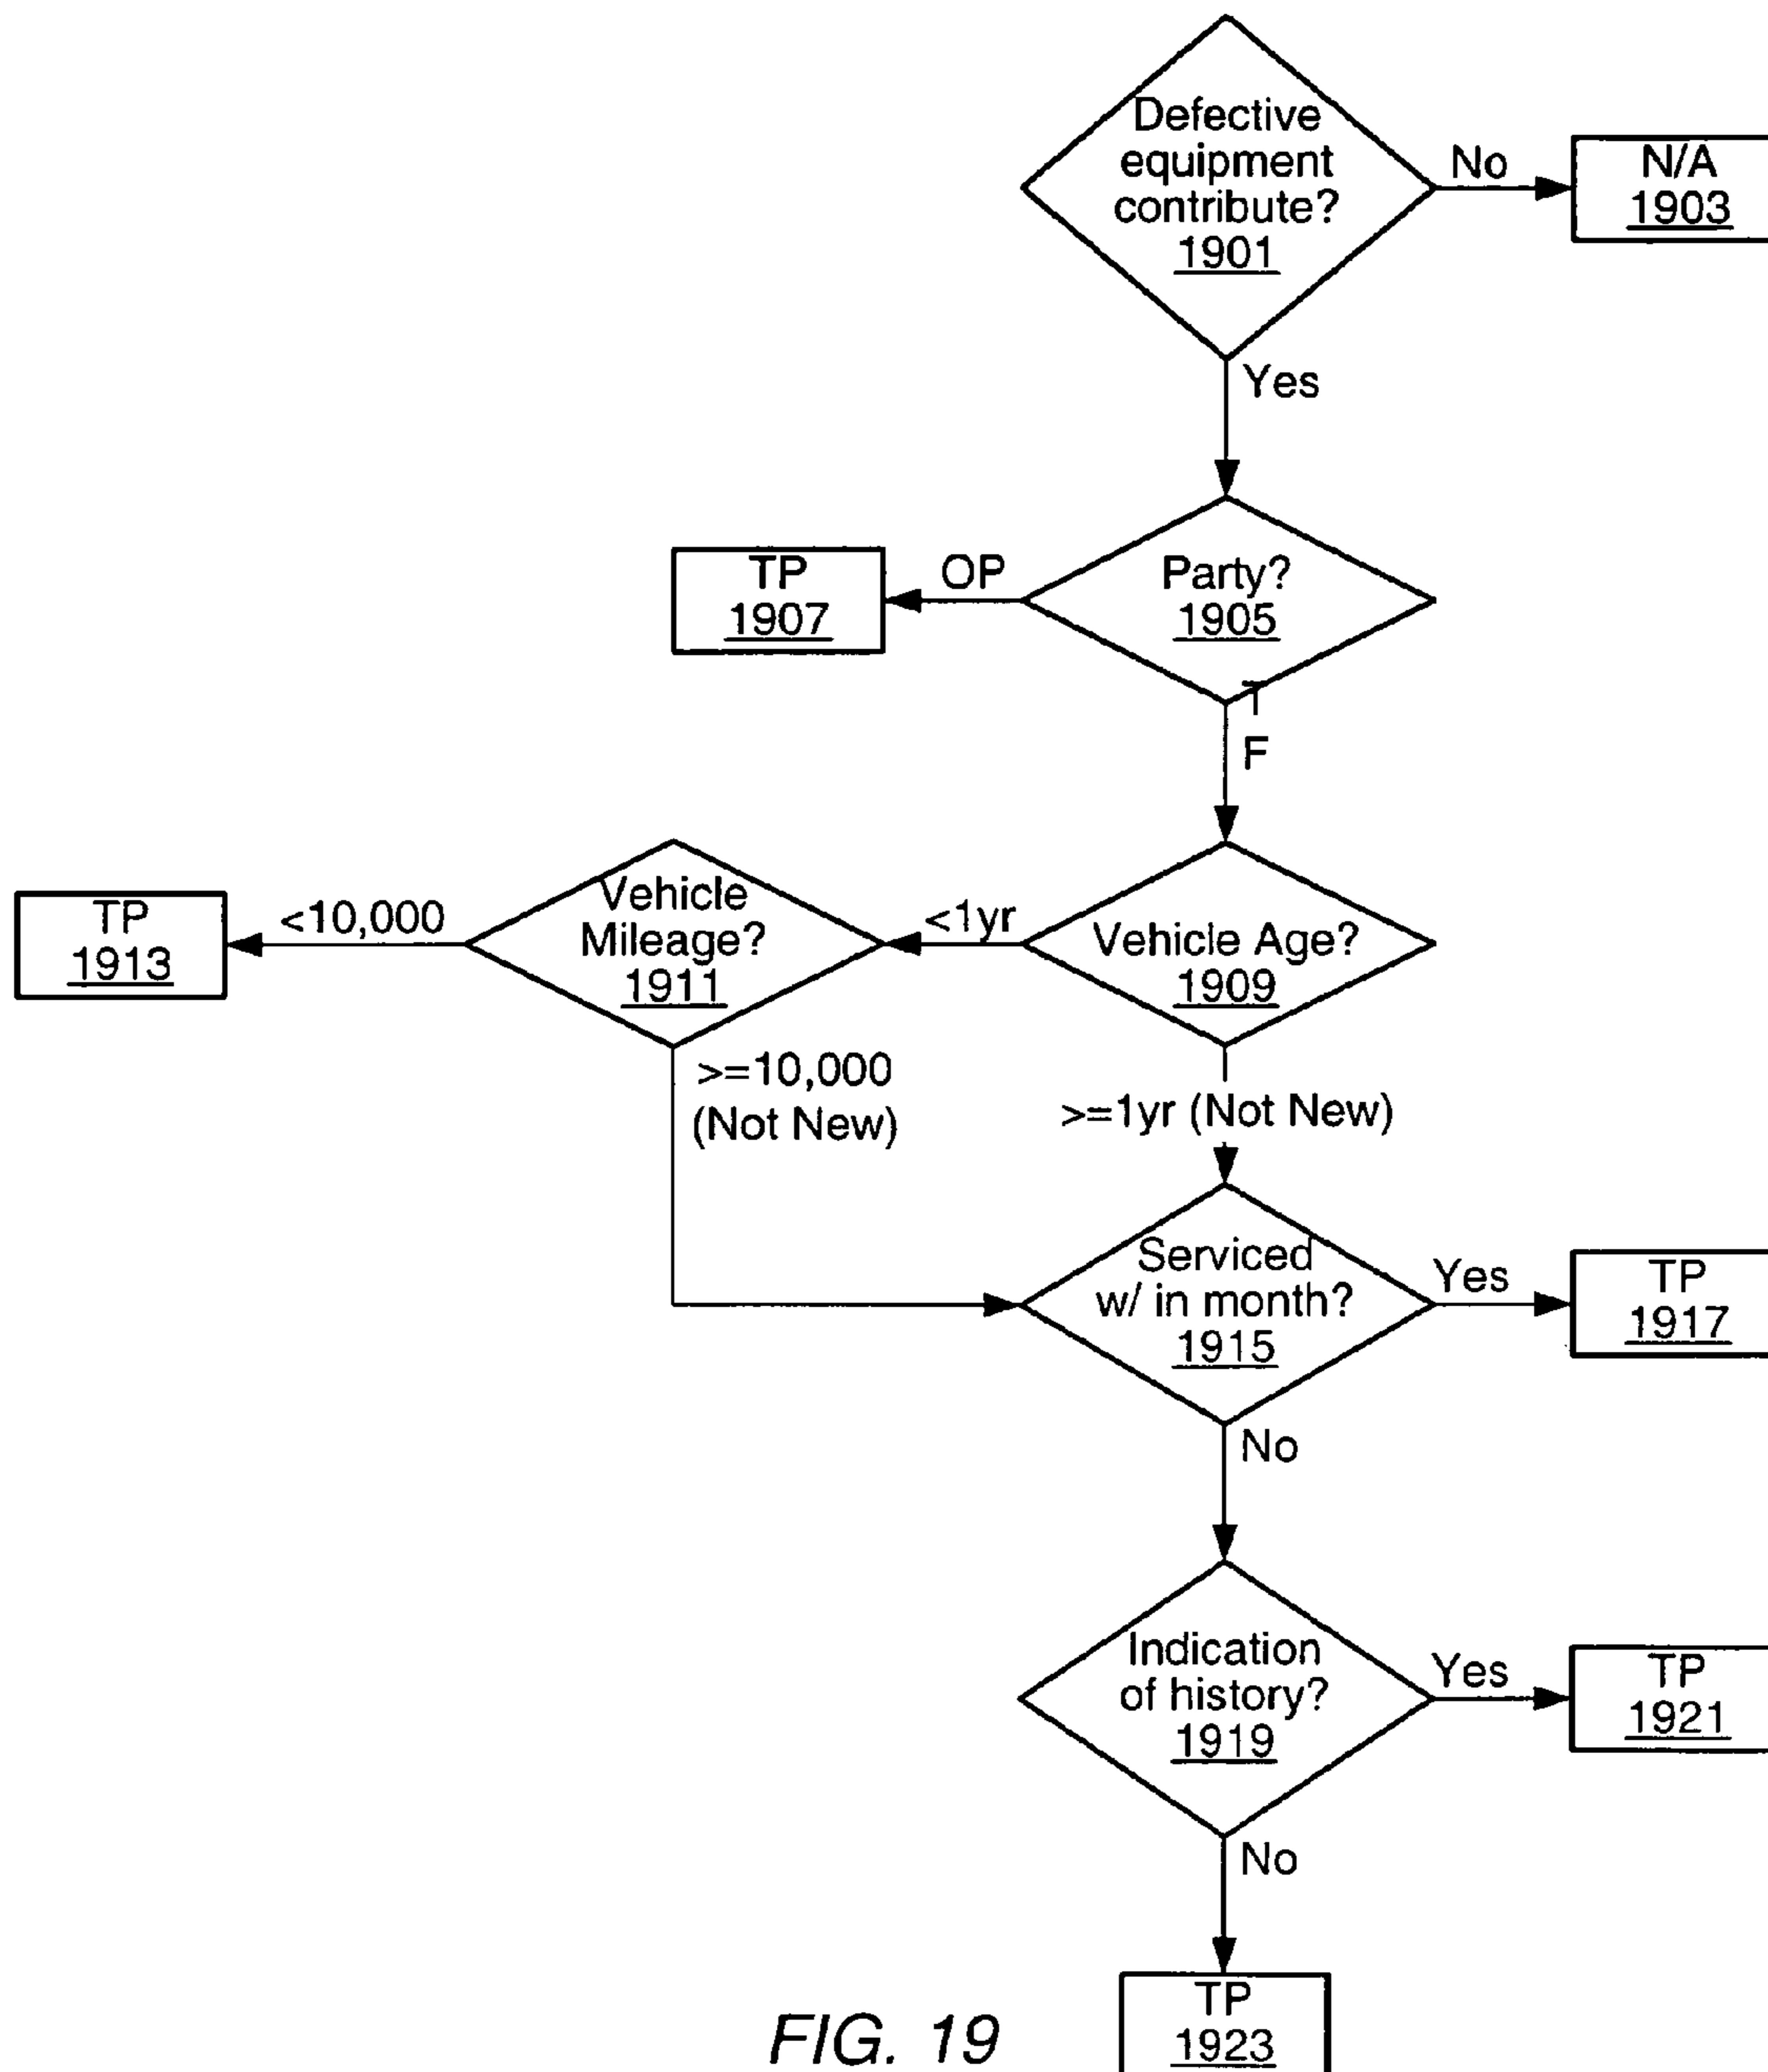 Defective
equipment
contribute?
1901
No
N/A
1903
Yes
Party?
1905
OP
TP
1907
T
F
Vehicle Age?
1909
<1yr
Vehicle
Mileage?
1911
<10,000
TP
1913
>=10,000
(Not New)
>=1yr (Not New)
Serviced
w/ in month?
1915
Yes
TP
1917
No
Indication
of history?
1919
Yes
TP
1921
No
TP
1923
FIG. 19